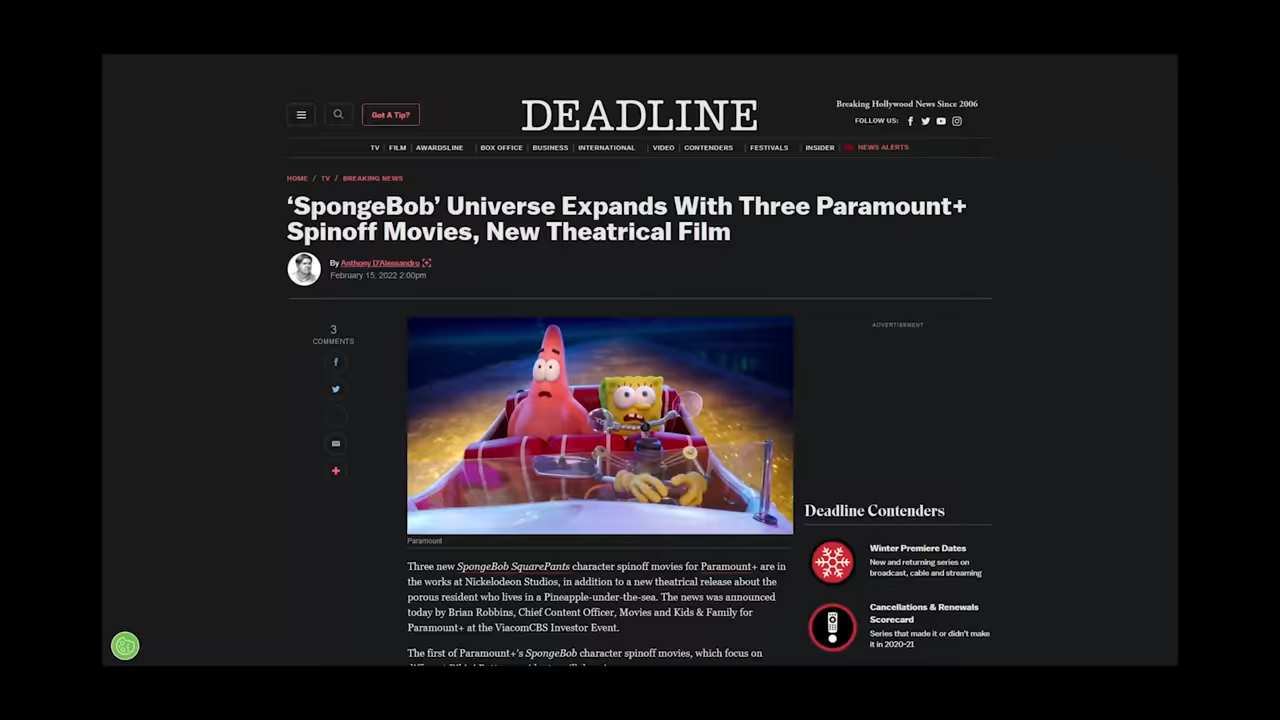 Got A Tip?
DEADLINE
Breaking Hollywood News Since 2006
FOLLOW US:
TV FILM AWARDSLINE BOX OFFICE BUSINESS INTERNATIONAL VIDEO CONTENDERS FESTIVALS INSIDER NEWS ALERTS
HOME / TV / BREAKING NEWS
‘SpongeBob’ Universe Expands With Three Paramount+
Spinoff Movies, New Theatrical Film
By Anthony D'Alessandro
February 15, 2022 2:00pm
3
COMMENTS
ADVERTISEMENT
Paramount
Three new SpongeBob SquarePants character spinoff movies for Paramount+ are in
the works at Nickelodeon Studios, in addition to a new theatrical release about the
porous resident who lives in a Pineapple-under-the-sea. The news was announced
today by Brian Robbins, Chief Content Officer, Movies and Kids & Family for
Paramount+ at the ViacomCBS Investor Event.
The first of Paramount+'s SpongeBob character spinoff movies, which focus on
Deadline Contenders
Winter Premiere Dates
New and returning series on
broadcast, cable and streaming
Cancellations & Renewals
Scorecard
Series that made it or didn't make
it in 2020-21